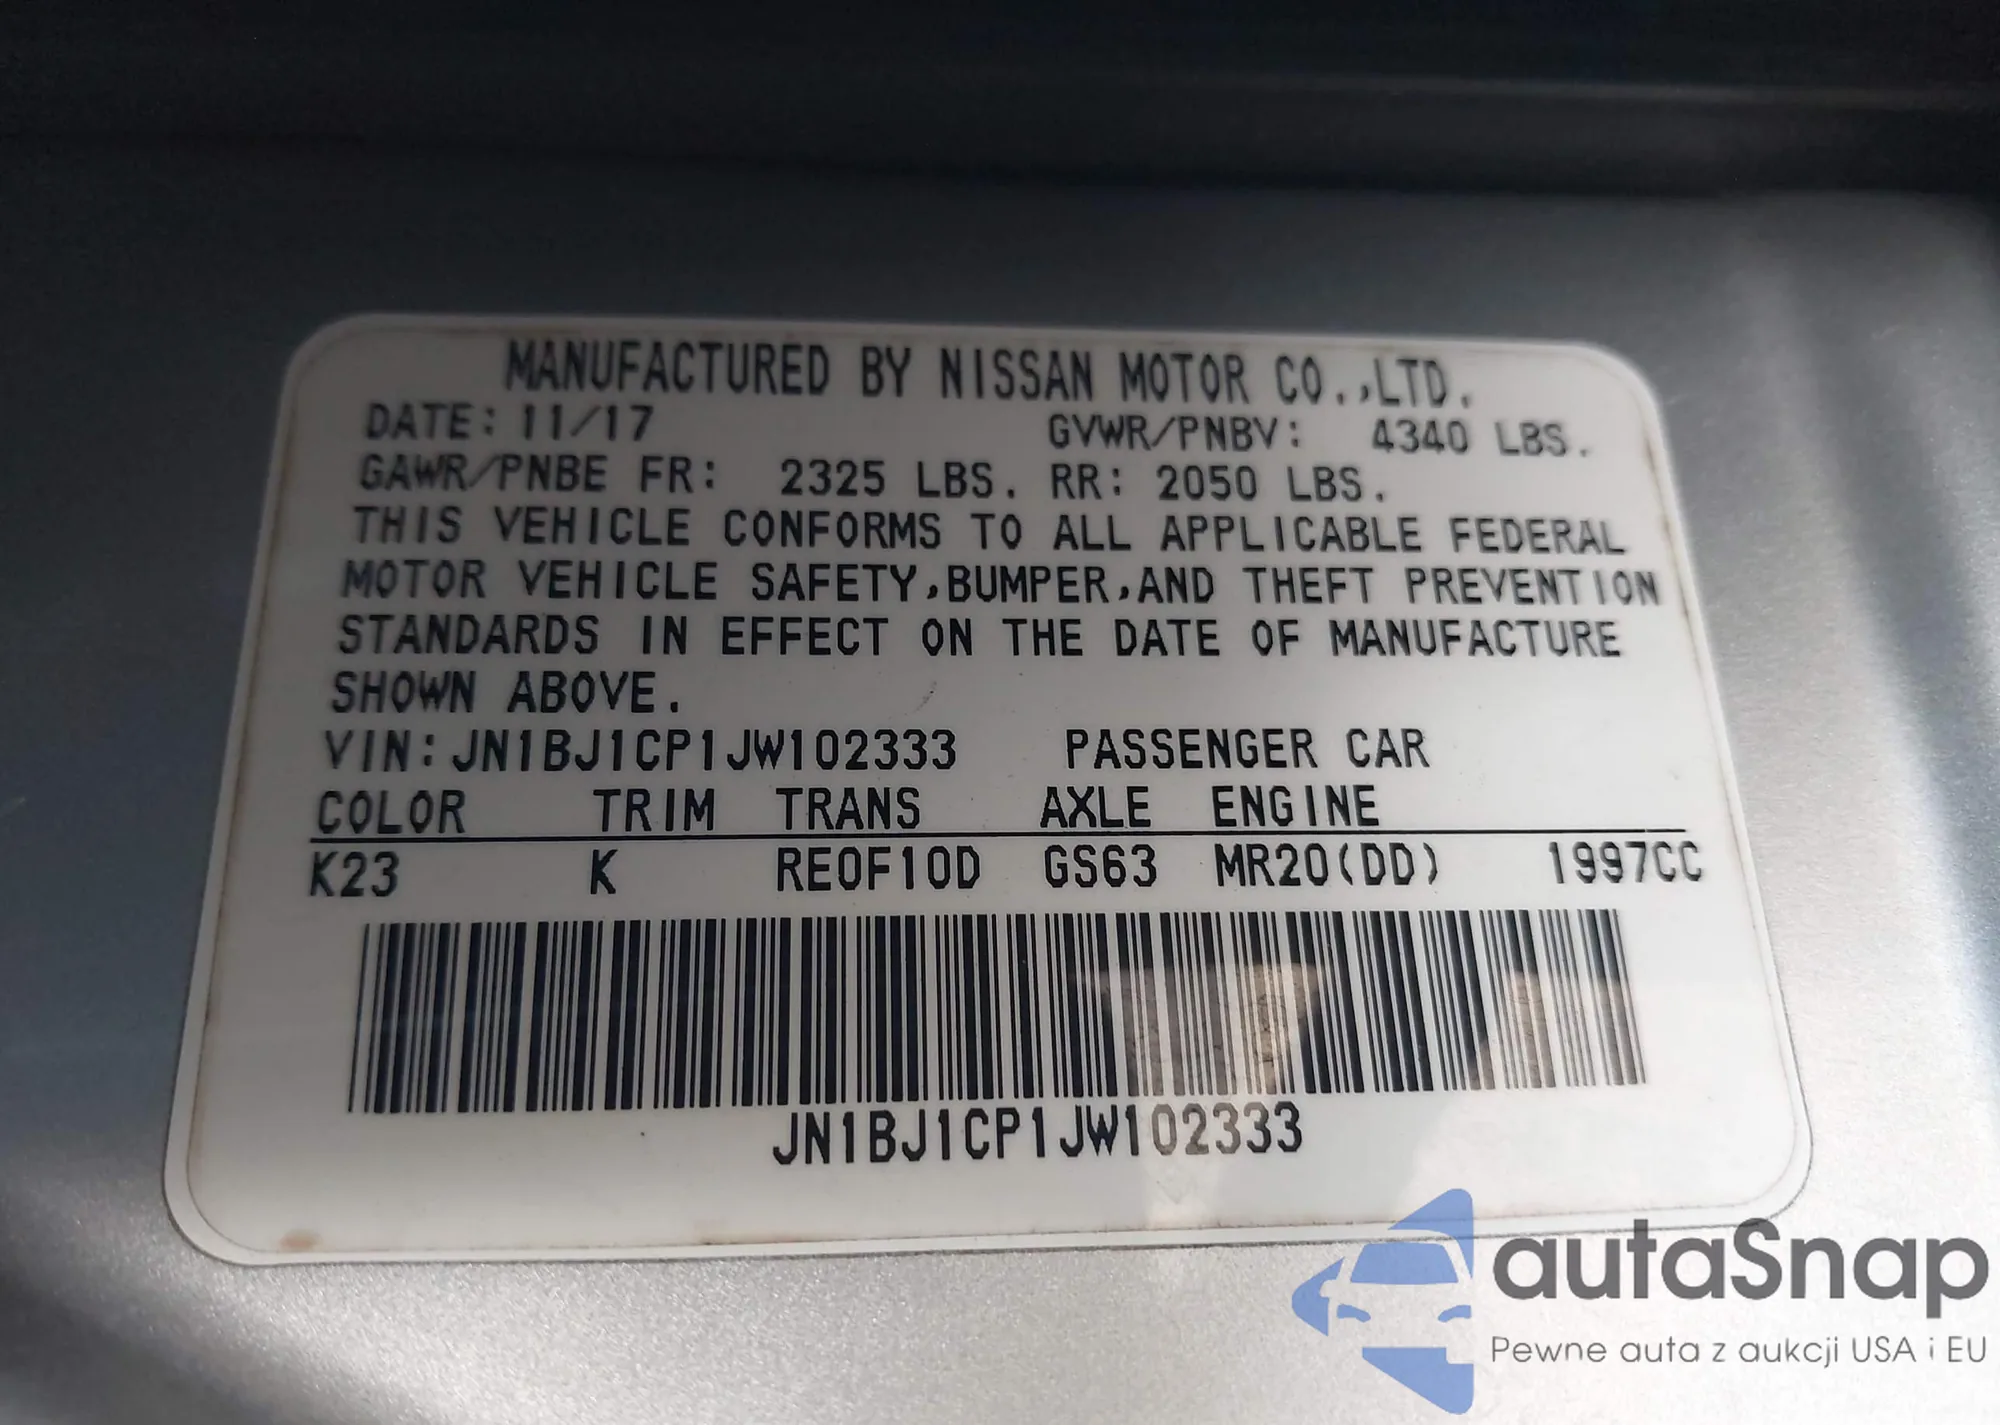 MANUFACTURED BY NISSAN MOTOR CO.,LTD.
DATE: 11/17 GVWR/PNBV: 4340 LBS.
GAWR/PNBE FR: 2325 LBS. RR: 2050 LBS.
THIS VEHICLE CONFORMS TO ALL APPLICABLE FEDERAL
MOTOR VEHICLE SAFETY,BUMPER,AND THEFT PREVENTION
STANDARDS IN EFFECT ON THE DATE OF MANUFACTURE
SHOWN ABOVE.
VIN:JN1BJ1CP1JW102333 PASSENGER CAR
COLOR TRIM TRANS AXLE ENGINE
K23 K RE0F10D GS63 MR20(DD) 1997CC
JN1BJ1CP1JW102333
autaSnap
Pewne auta z aukcji USA i EU